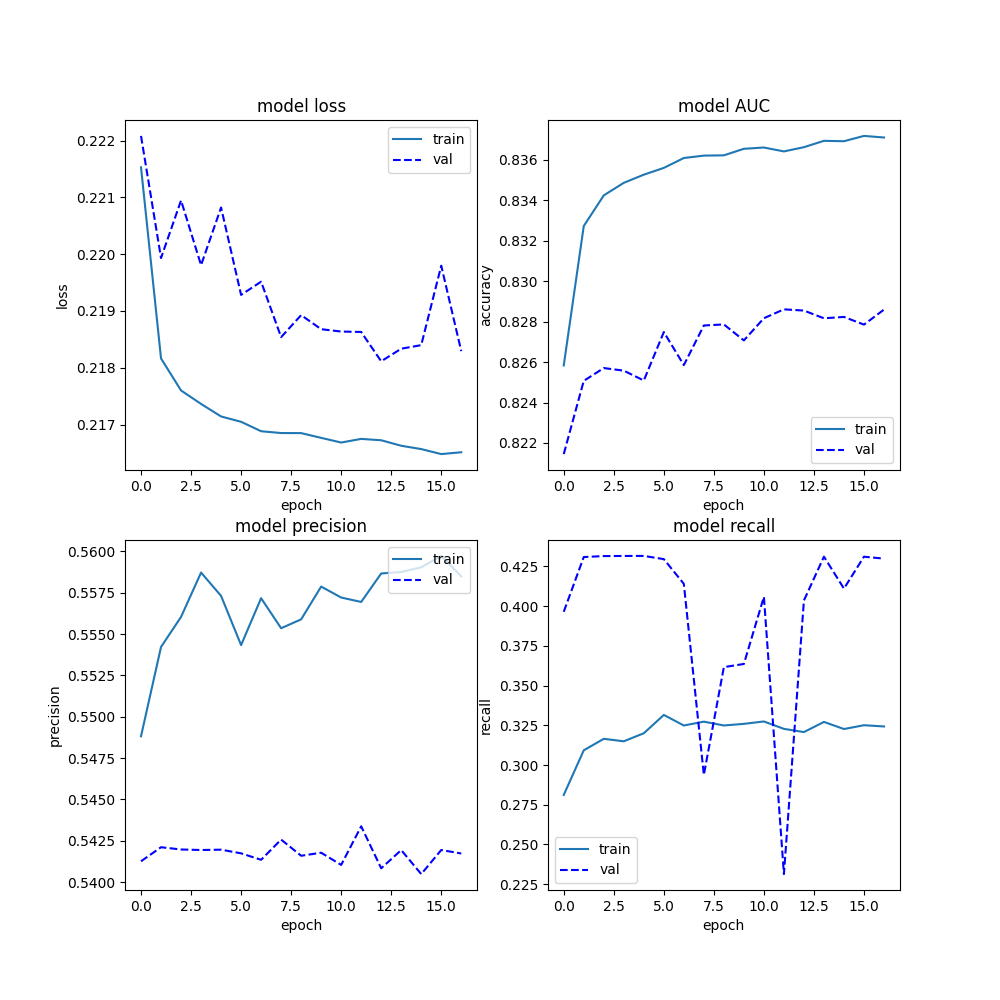 model loss
loss
0.222
0.221
0.220
0.219
0.218
0.217
train
val
0.0 2.5 5.0 7.5 10.0 12.5 15.0
epoch
model AUC
accuracy
0.836
0.834
0.832
0.830
0.828
0.826
0.824
0.822
train
val
0.0 2.5 5.0 7.5 10.0 12.5 15.0
epoch
model precision
precision
0.5600
0.5575
0.5550
0.5525
0.5500
0.5475
0.5450
0.5425
0.5400
train
val
0.0 2.5 5.0 7.5 10.0 12.5 15.0
epoch
model recall
recall
0.425
0.400
0.375
0.350
0.325
0.300
0.275
0.250
0.225
train
val
0.0 2.5 5.0 7.5 10.0 12.5 15.0
epoch